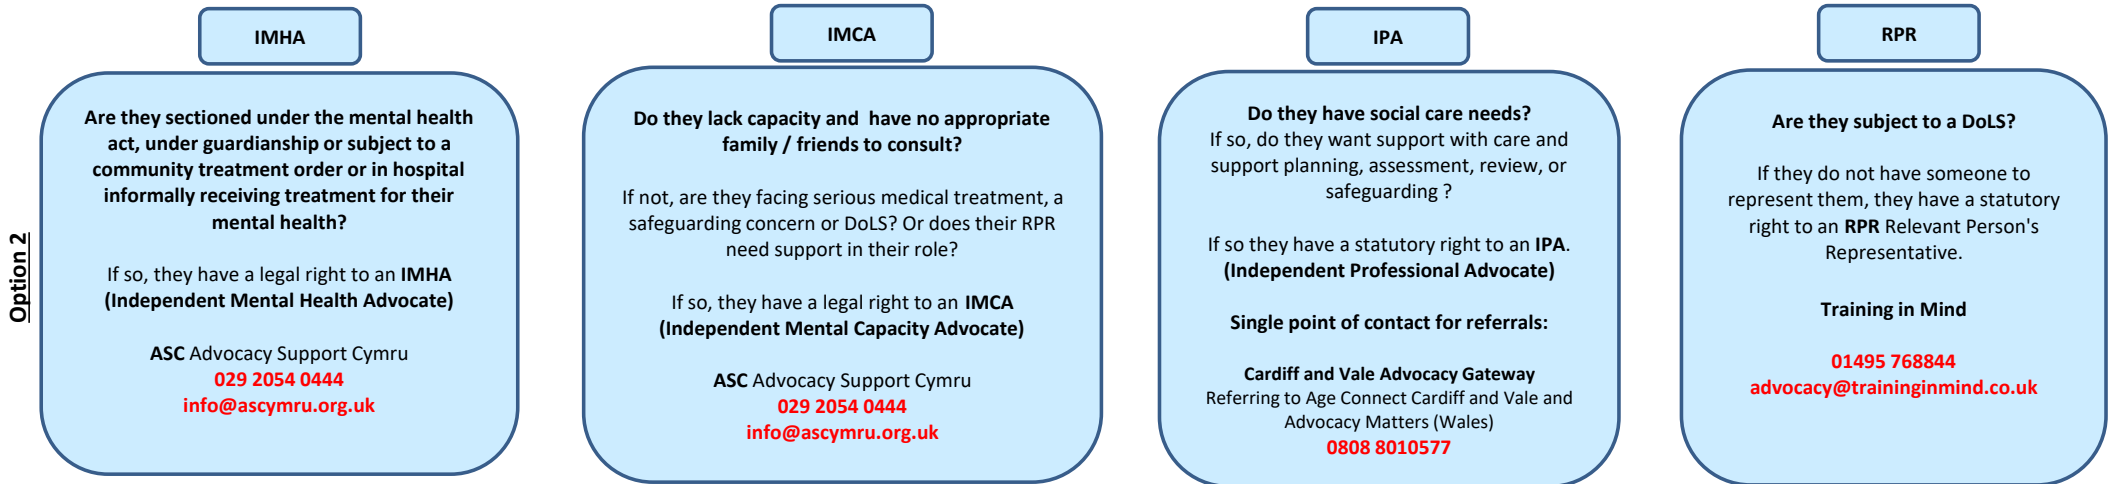 Option 2
IMHA
Are they sectioned under the mental health
act, under guardianship or subject to a
community treatment order or in hospital
informally receiving treatment for their
mental health?
If so, they have a legal right to an IMHA
(Independent Mental Health Advocate)
ASC Advocacy Support Cymru
029 2054 0444
info@ascymru.org.uk
IMCA
Do they lack capacity and have no appropriate
family / friends to consult?
If not, are they facing serious medical treatment, a
safeguarding concern or DoLS? Or does their RPR
need support in their role?
If so, they have a legal right to an IMCA
(Independent Mental Capacity Advocate)
ASC Advocacy Support Cymru
029 2054 0444
info@ascymru.org.uk
IPA
Do they have social care needs?
If so, do they want support with care and
support planning, assessment, review, or
safeguarding ?
If so they have a statutory right to an IPA.
(Independent Professional Advocate)
Single point of contact for referrals:
Cardiff and Vale Advocacy Gateway
Referring to Age Connect Cardiff and Vale and
Advocacy Matters (Wales)
0808 8010577
RPR
Are they subject to a DoLS?
If they do not have someone to
represent them, they have a statutory
right to an RPR Relevant Person's
Representative.
Training in Mind
01495 768844
advocacy@traininginmind.co.uk